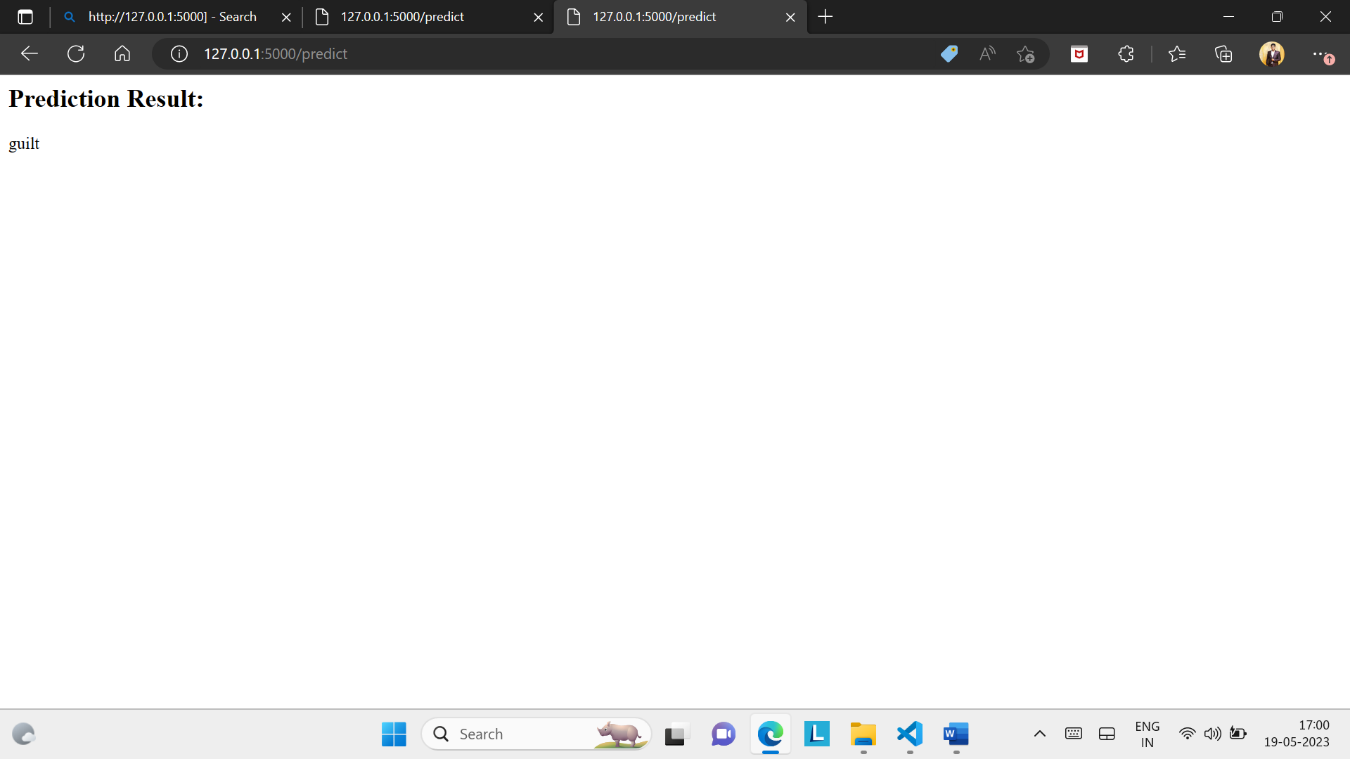 http://127.0.0.1:5000] - Search
127.0.0.1:5000/predict
127.0.0.1:5000/predict
127.0.0.1:5000/predict
Prediction Result:
guilt
Search
L
W
ENG
IN
17:00
19-05-2023